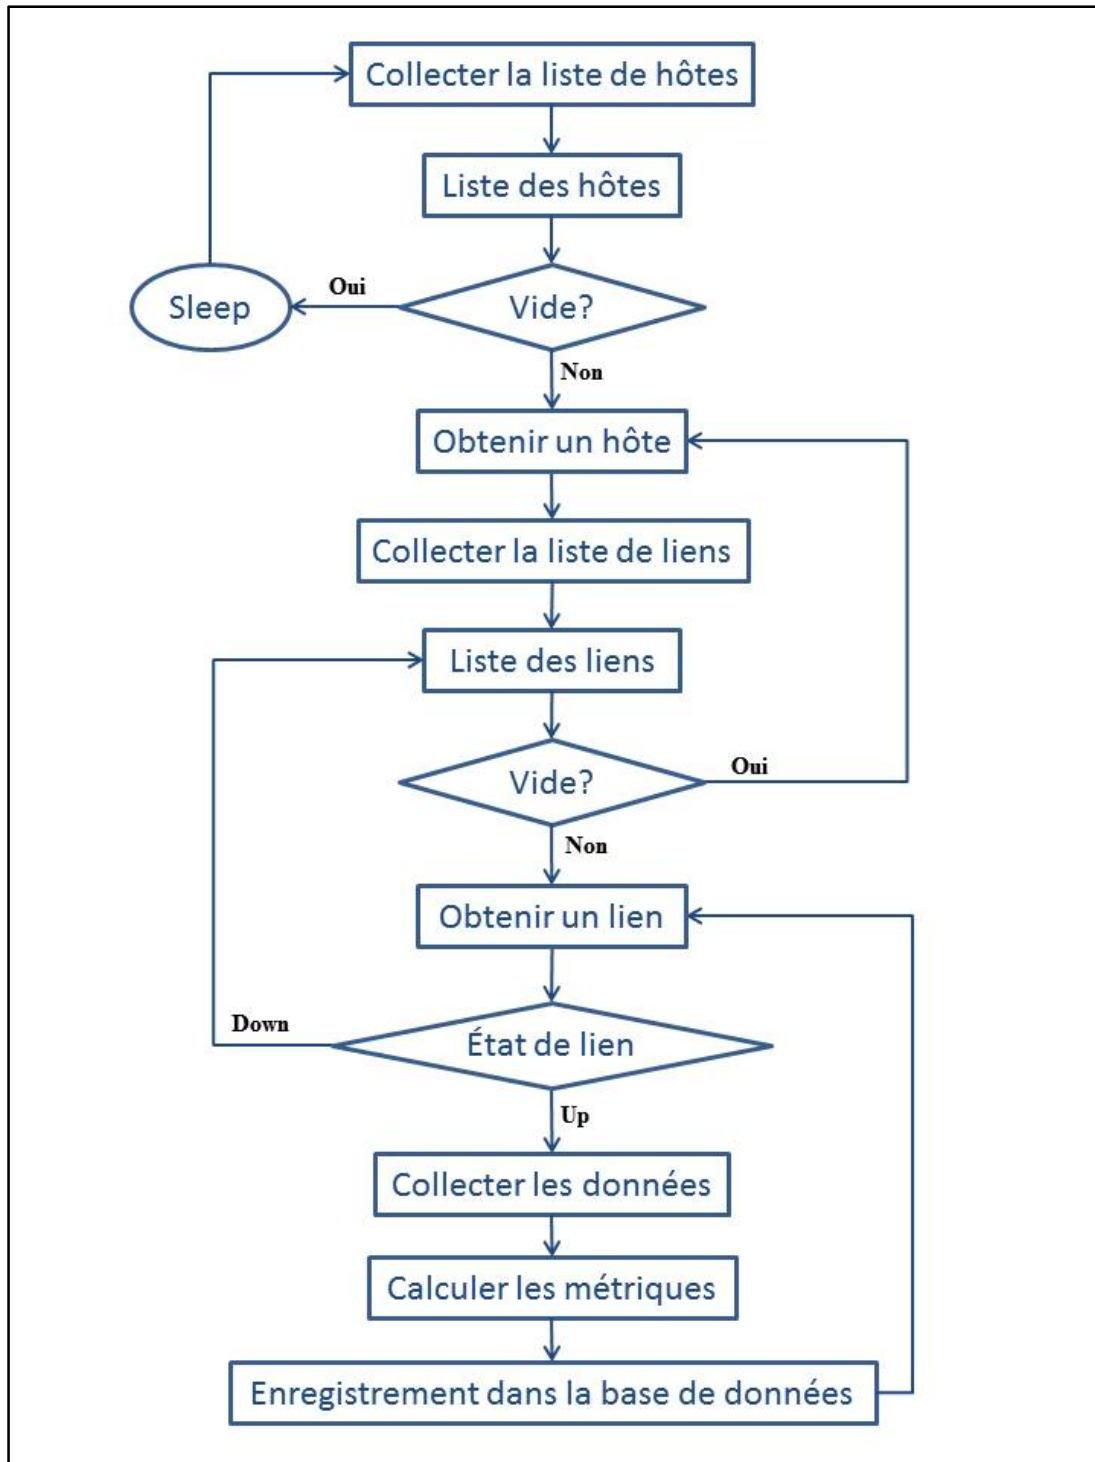 Collecter la liste de hôtes
Liste des hôtes
Oui
Sleep
Vide?
Non
Obtenir un hôte
Collecter la liste de liens
Liste des liens
Vide?
Oui
Non
Obtenir un lien
Down
État de lien
Up
Collecter les données
Calculer les métriques
Enregistrement dans la base de données